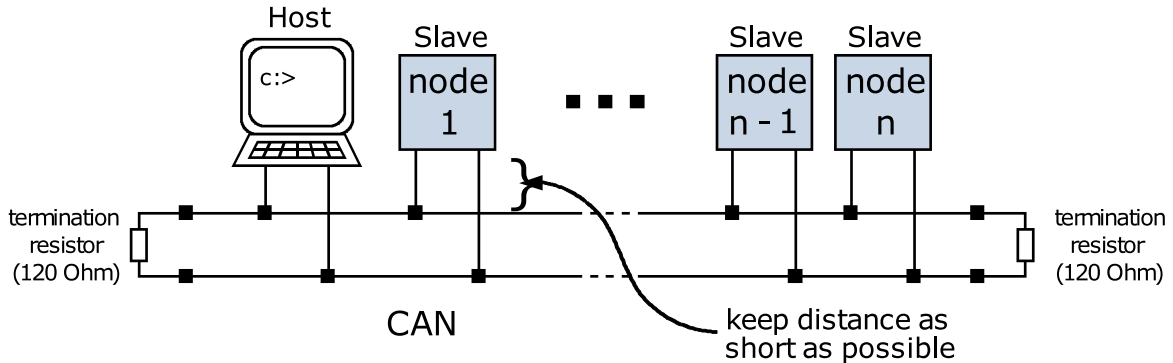 Host
c:>
Slave
node
1
Slave
node
n - 1
Slave
node
n
termination
resistor
(120 Ohm)
termination
resistor
(120 Ohm)
CAN
keep distance as
short as possible